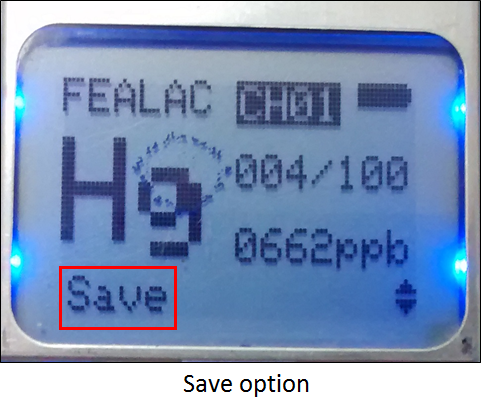 FEALAC CH01
Hg
004/100
0662ppb
Save
Save option